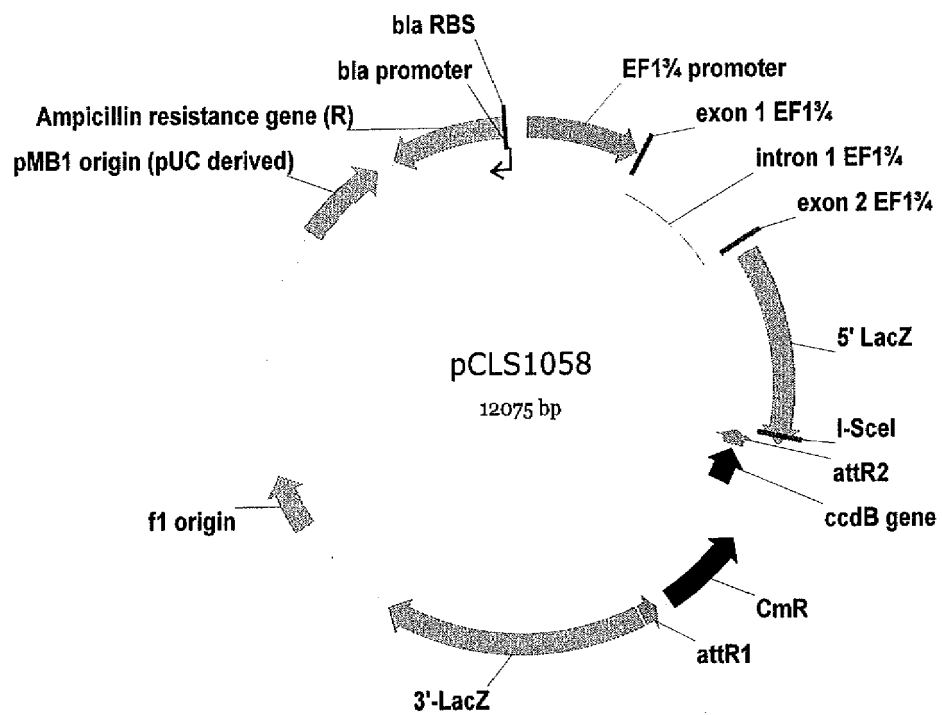 bla RBS
bla promoter
EF1¾ promoter
Ampicillin resistance gene (R)
exon 1 EF1¾
pMB1 origin (pUC derived)
intron 1 EF1¾
exon 2 EF1¾
5' LacZ
pCLS1058
12075 bp
I-SceI
attR2
ccdB gene
f1 origin
CmR
attR1
3'-LacZ